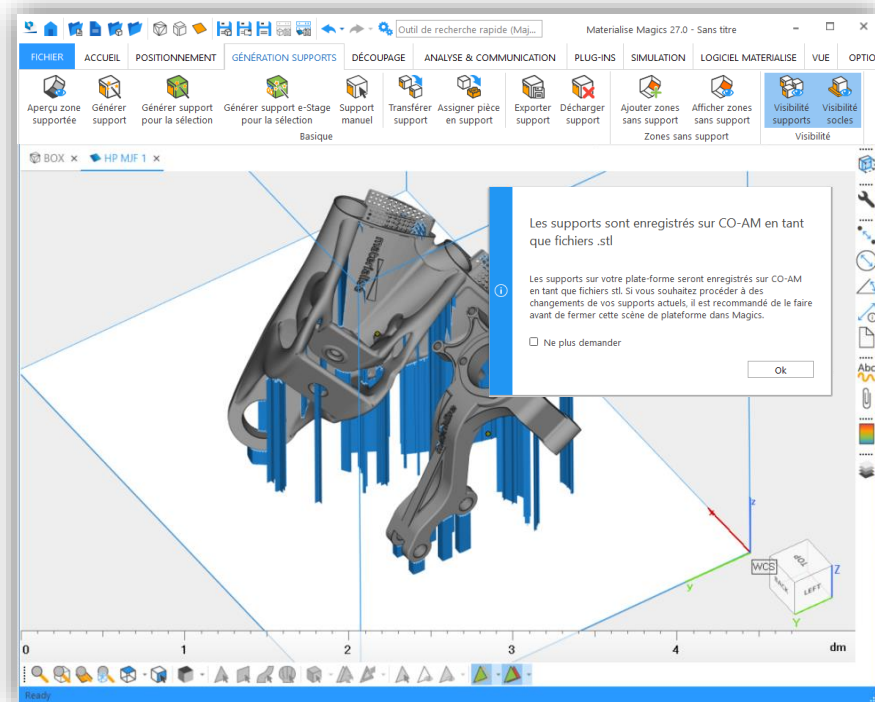 Outil de recherche rapide (Maj...
Materialise Magics 27.0 - Sans titre
FICHIER ACCUEIL POSITIONNEMENT GÉNÉRATION SUPPORTS DÉCOUPAGE ANALYSE & COMMUNICATION PLUG-INS SIMULATION LOGICIEL MATERIALISE VUE OPTIO
Aperçu zone supportée
Générer support
Générer support pour la sélection
Générer support e-Stage pour la sélection
Support manuel
Transférer support
Assigner pièce en support
Exporter support
Décharger support
Ajouter zones sans support
Afficher zones sans support
Visibilité supports
Visibilité socles
Basique
Zones sans support
Visibilité
BOX
HP MJF 1
Les supports sont enregistrés sur CO-AM en tant
que fichiers .stl
Les supports sur votre plate-forme seront enregistrés sur CO-AM
en tant que fichiers stl. Si vous souhaitez procéder à des
changements de vos supports actuels, il est recommandé de le faire
avant de fermer cette scène de plateforme dans Magics.
Ne plus demander
Ok
Abc
z
x
y
WCS
TOP
BACK
LEFT
Z
Y
0 1 2 3 4 dm
Ready